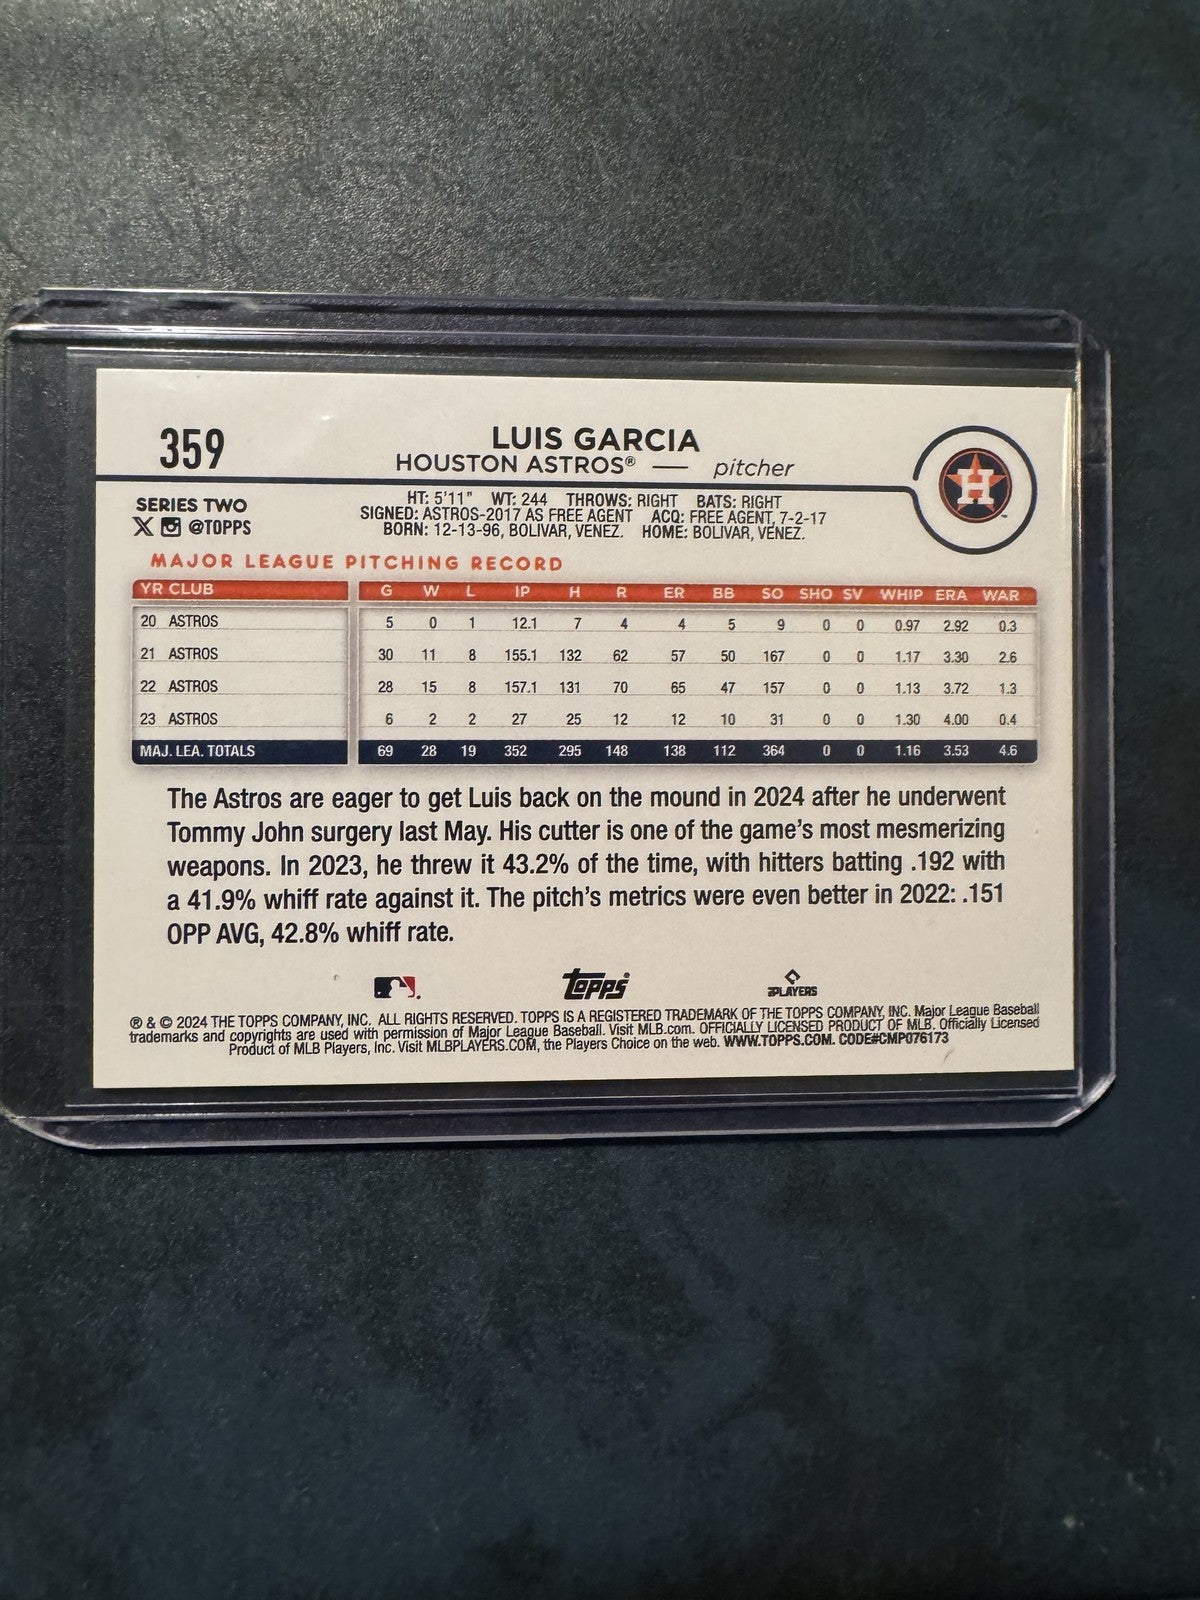 359
LUIS GARCIA
HOUSTON ASTROS® — pitcher
H
SERIES TWO
X @TOPPS
HT: 5'11" WT: 244 THROWS: RIGHT BATS: RIGHT
SIGNED: ASTROS-2017 AS FREE AGENT ACQ: FREE AGENT, 7-2-17
BORN: 12-13-96, BOLIVAR, VENEZ. HOME: BOLIVAR, VENEZ.
MAJOR LEAGUE PITCHING RECORD
YR CLUB G W L IP H R ER BB SO SHO SV WHIP ERA WAR
20 ASTROS 5 0 1 12.1 7 4 4 5 9 0 0 0.97 2.92 0.3
21 ASTROS 30 11 8 155.1 132 62 57 50 167 0 0 1.17 3.30 2.6
22 ASTROS 28 15 8 157.1 131 70 65 47 157 0 0 1.13 3.72 1.3
23 ASTROS 6 2 2 27 25 12 12 10 31 0 0 1.30 4.00 0.4
MAJ. LEA. TOTALS 69 28 19 352 295 148 138 112 364 0 0 1.16 3.53 4.6
The Astros are eager to get Luis back on the mound in 2024 after he underwent
Tommy John surgery last May. His cutter is one of the game's most mesmerizing
weapons. In 2023, he threw it 43.2% of the time, with hitters batting .192 with
a 41.9% whiff rate against it. The pitch's metrics were even better in 2022: .151
OPP AVG, 42.8% whiff rate.
topps® PLAYERS
® & © 2024 THE TOPPS COMPANY, INC. ALL RIGHTS RESERVED. TOPPS IS A REGISTERED TRADEMARK OF THE TOPPS COMPANY, INC. Major League Baseball
trademarks and copyrights are used with permission of Major League Baseball. Visit MLB.com. OFFICIALLY LICENSED PRODUCT OF MLB. Officially Licensed
Product of MLB Players, Inc. Visit MLBPLAYERS.COM, the Players Choice on the web. WWW.TOPPS.COM. CODE#CMP076173